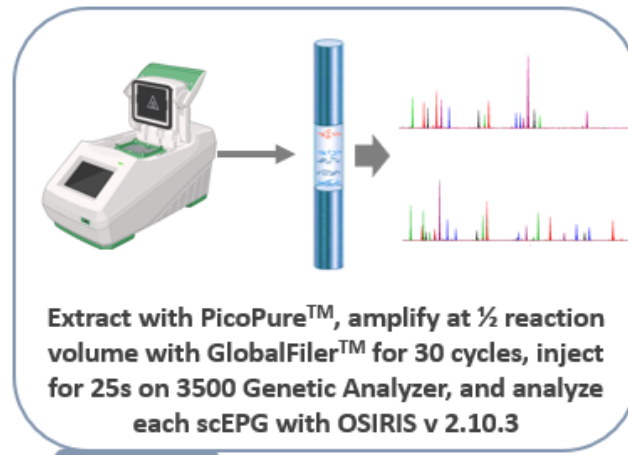 Extract with PicoPure™, amplify at ½ reaction
volume with GlobalFiler™ for 30 cycles, inject
for 25s on 3500 Genetic Analyzer, and analyze
each scEPG with OSIRIS v 2.10.3